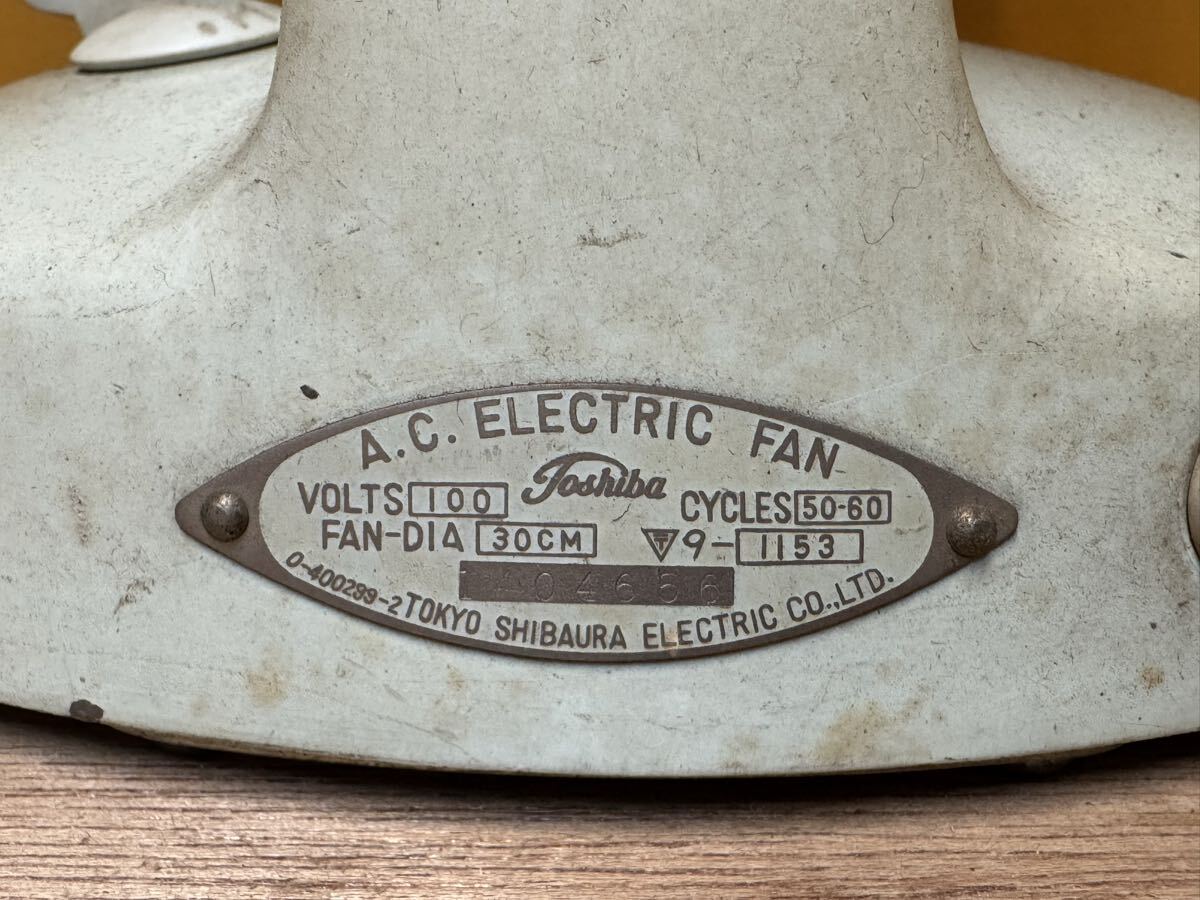 A.C. ELECTRIC FAN
Toshiba
VOLTS 100 CYCLES 50-60
FAN-DIA 30CM 〒 9-1153
04656
0-400299-2 TOKYO SHIBAURA ELECTRIC CO., LTD.